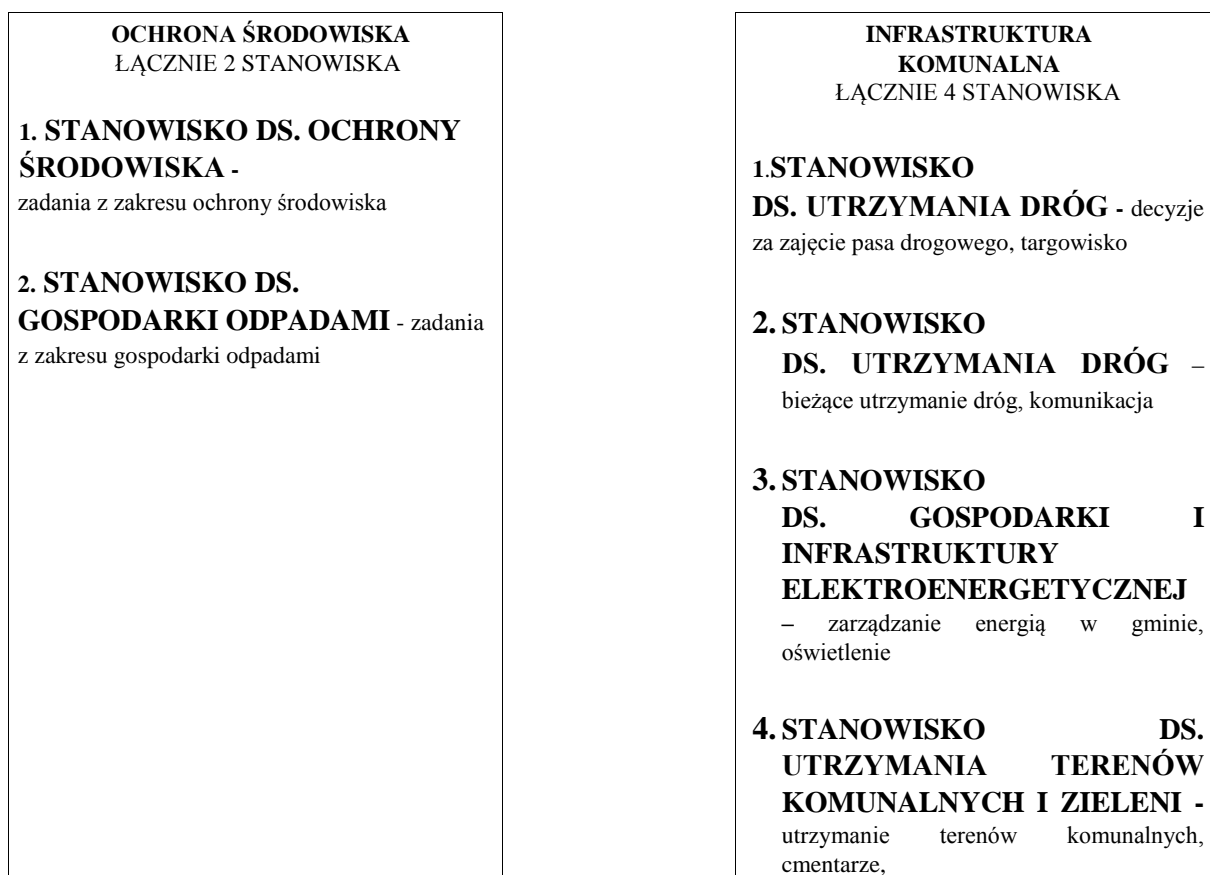 OCHRONA ŚRODOWISKA
ŁĄCZNIE 2 STANOWISKA
1. STANOWISKO DS. OCHRONY
ŚRODOWISKA -
zadania z zakresu ochrony środowiska
2. STANOWISKO DS.
GOSPODARKI ODPADAMI - zadania
z zakresu gospodarki odpadami
INFRASTRUKTURA
KOMUNALNA
ŁĄCZNIE 4 STANOWISKA
1.STANOWISKO
DS. UTRZYMANIA DRÓG - decyzje
za zajęcie pasa drogowego, targowisko
2. STANOWISKO
DS. UTRZYMANIA DRÓG –
bieżące utrzymanie dróg, komunikacja
3. STANOWISKO
DS. GOSPODARKI I
INFRASTRUKTURY
ELEKTROENERGETYCZNEJ
– zarządzanie energią w gminie,
oświetlenie
4. STANOWISKO DS.
UTRZYMANIA TERENÓW
KOMUNALNYCH I ZIELENI -
utrzymanie terenów komunalnych,
cmentarze,